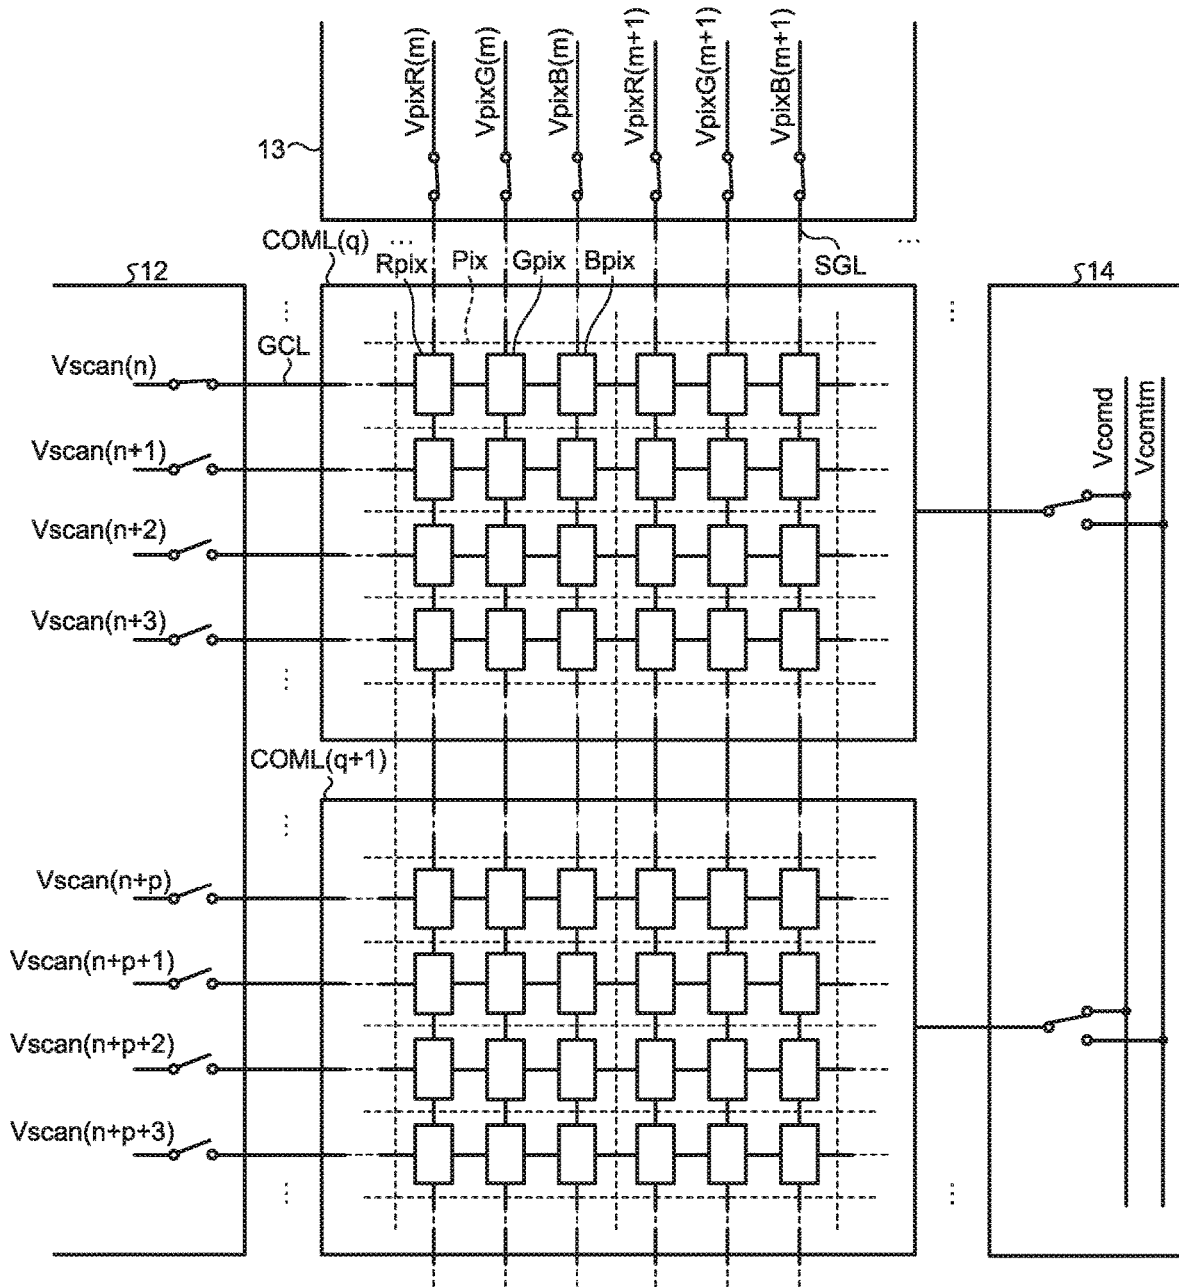 VpixR(m)
VpixG(m)
VpixB(m)
VpixR(m+1)
VpixG(m+1)
VpixB(m+1)
13
COML(q)
...
...
Rpix
Pix
Gpix
Bpix
SGL
12
14
...
...
GCL
Vscan(n)
Vscan(n+1)
Vscan(n+2)
Vscan(n+3)
Vcomd
Vcomtm
...
COML(q+1)
...
Vscan(n+p)
Vscan(n+p+1)
Vscan(n+p+2)
Vscan(n+p+3)
...
...